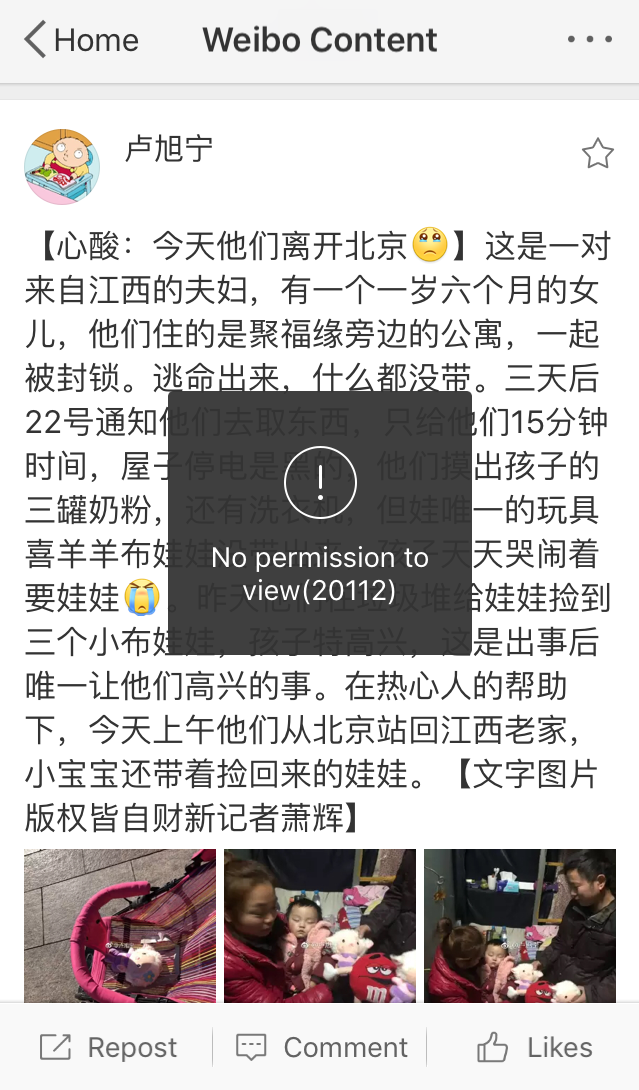 Home
Weibo Content
卢旭宁
【心酸：今天他们离开北京🥺】这是一对
来自江西的夫妇，有一个一岁六个月的女
儿，他们住的是聚福缘旁边的公寓，一起
被封锁。逃命出来，什么都没带。三天后
22号通知他们去取东西，只给他们15分钟
时间，屋子停电是黑的，他们摸出孩子的
三罐奶粉，还有洗衣机，但娃唯一的玩具
喜羊羊布娃娃没带出来，孩子天天哭闹着
要娃娃😭。昨天他们在垃圾堆给娃娃捡到
三个小布娃娃，孩子特高兴，这是出事后
唯一让他们高兴的事。在热心人的帮助
下，今天上午他们从北京站回江西老家，
小宝宝还带着捡回来的娃娃。【文字图片
版权皆自财新记者萧辉】
No permission to
view(20112)
Repost
Comment
Likes